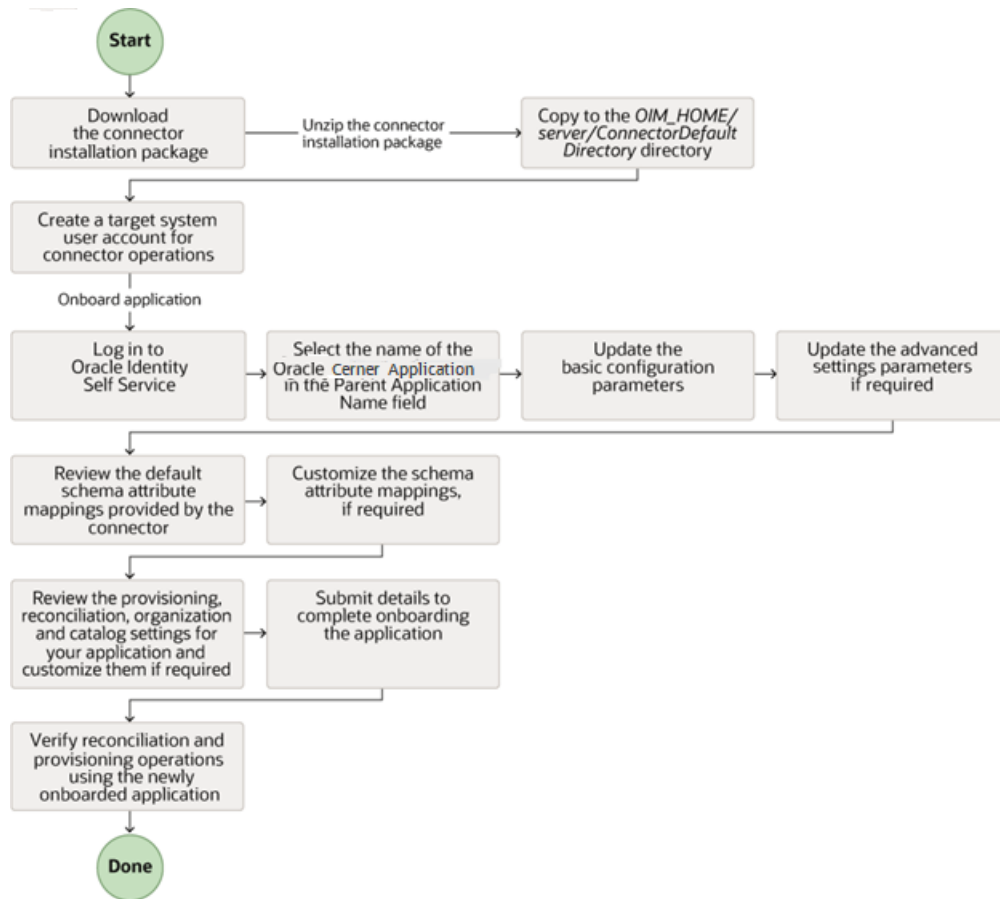 Start
Download
the connector
installation package
Unzip the connector
installation package
Copy to the OIM_HOME/
server/ConnectorDefault
Directory directory
Create a target system
user account for
connector operations
Onboard application
Log in to
Oracle Identity
Self Service
Select the name of the
Oracle Cerner Application
in the Parent Application
Name field
Update the
basic configuration
parameters
Update the advanced
settings parameters
if required
Review the default
schema attribute
mappings provided by the
connector
Customize the schema
attribute mappings,
if required
Review the provisioning,
reconciliation, organization
and catalog settings for
your application and
customize them if required
Submit details to
complete onboarding
the application
Verify reconciliation and
provisioning operations
using the newly
onboarded application
Done